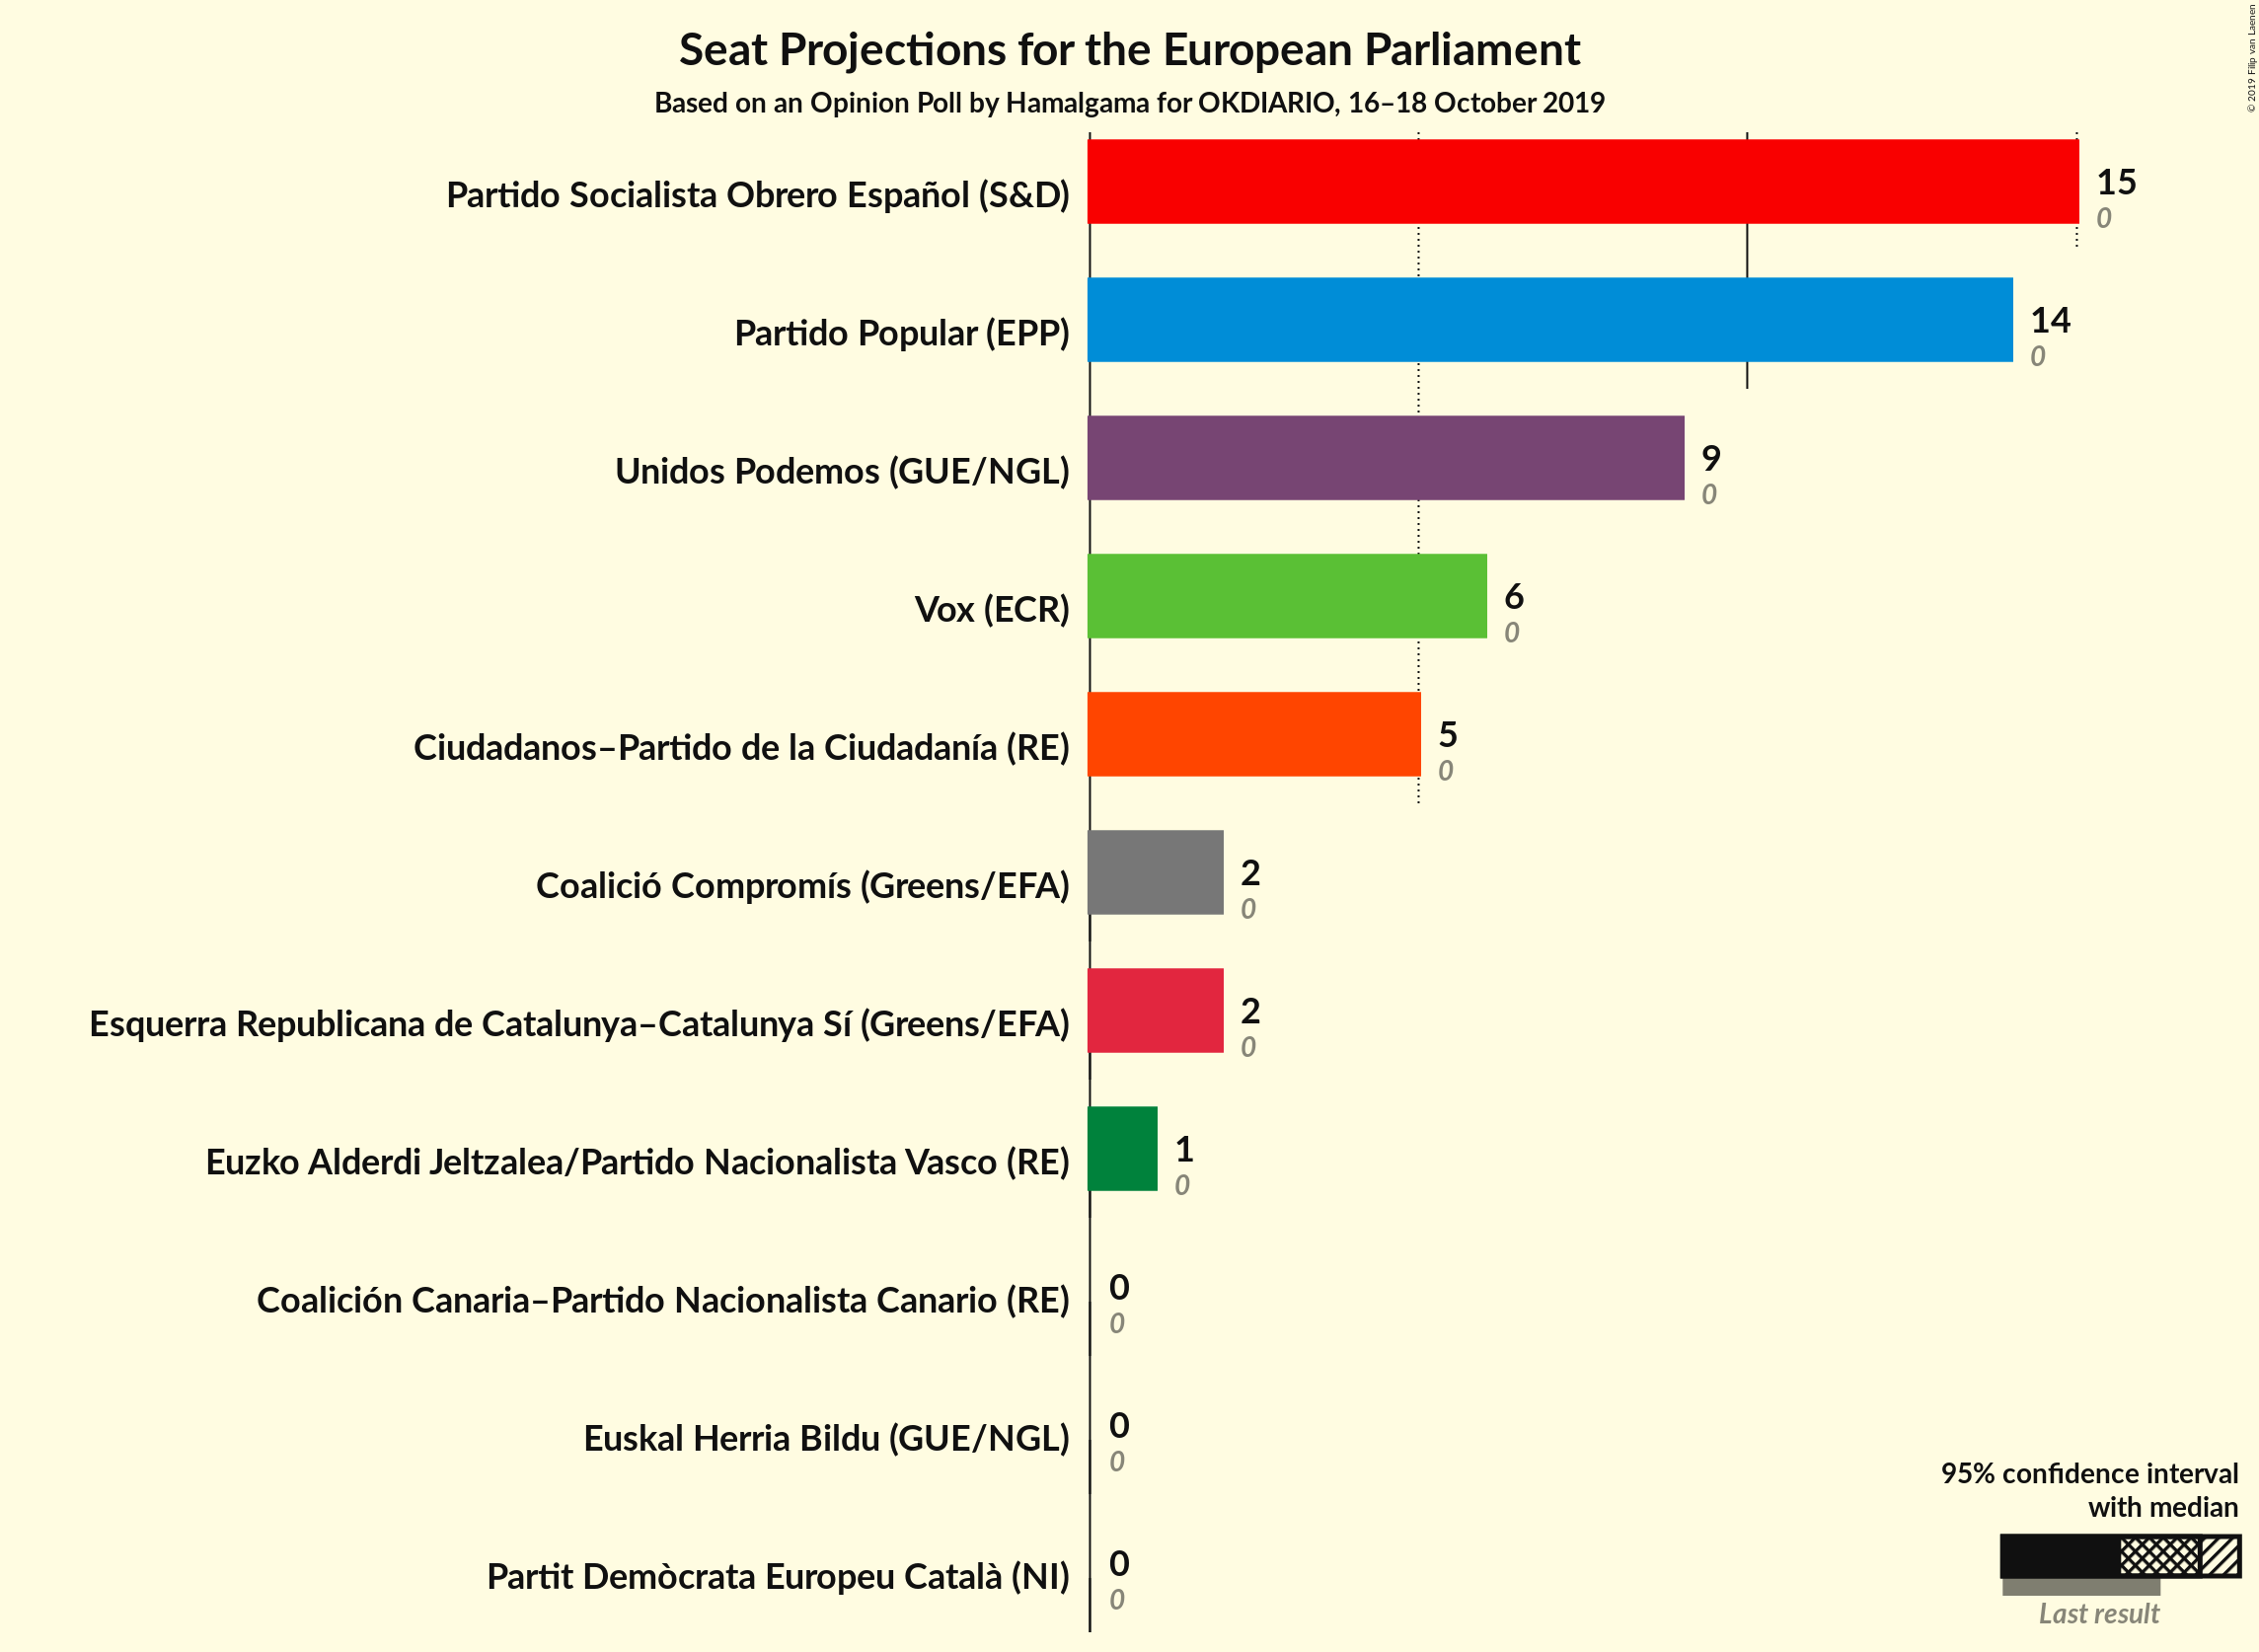 Seat Projections for the European Parliament
Based on an Opinion Poll by Hamalgama for OKDIARIO, 16–18 October 2019
© 2019 Filip van Laenen
Partido Socialista Obrero Español (S&D)
15
0
Partido Popular (EPP)
14
0
Unidos Podemos (GUE/NGL)
9
0
Vox (ECR)
6
0
Ciudadanos–Partido de la Ciudadanía (RE)
5
0
Coalició Compromís (Greens/EFA)
2
0
Esquerra Republicana de Catalunya–Catalunya Sí (Greens/EFA)
2
0
Euzko Alderdi Jeltzalea/Partido Nacionalista Vasco (RE)
1
0
Coalición Canaria–Partido Nacionalista Canario (RE)
0
0
Euskal Herria Bildu (GUE/NGL)
0
0
Partit Demòcrata Europeu Català (NI)
0
0
95% confidence interval
with median
Last result